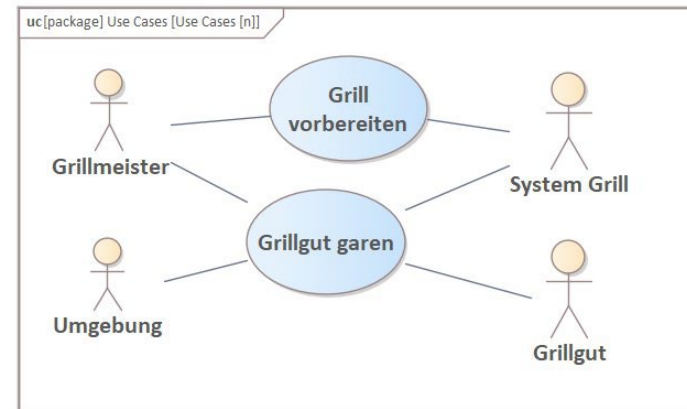 uc [package] Use Cases [Use Cases [n]]
Grill
vorbereiten
Grillmeister
System Grill
Grillgut garen
Umgebung
Grillgut